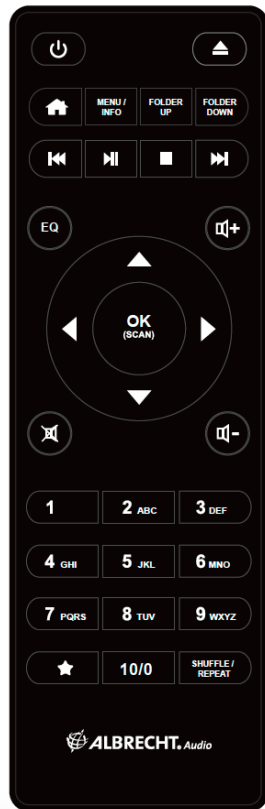 MENU / INFO FOLDER UP FOLDER DOWN
EQ
+
OK
(SCAN)
-
1 2 ABC 3 DEF
4 GHI 5 JKL 6 MNO
7 PQRS 8 TUV 9 WXYZ
10/0 SHUFFLE / REPEAT
ALBRECHT. Audio